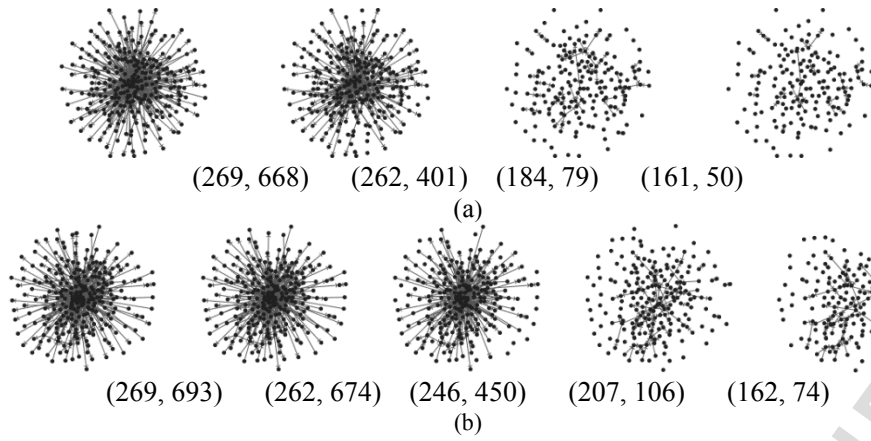 (269, 668) (262, 401) (184, 79) (161, 50)
(a)
(269, 693) (262, 674) (246, 450) (207, 106) (162, 74)
(b)